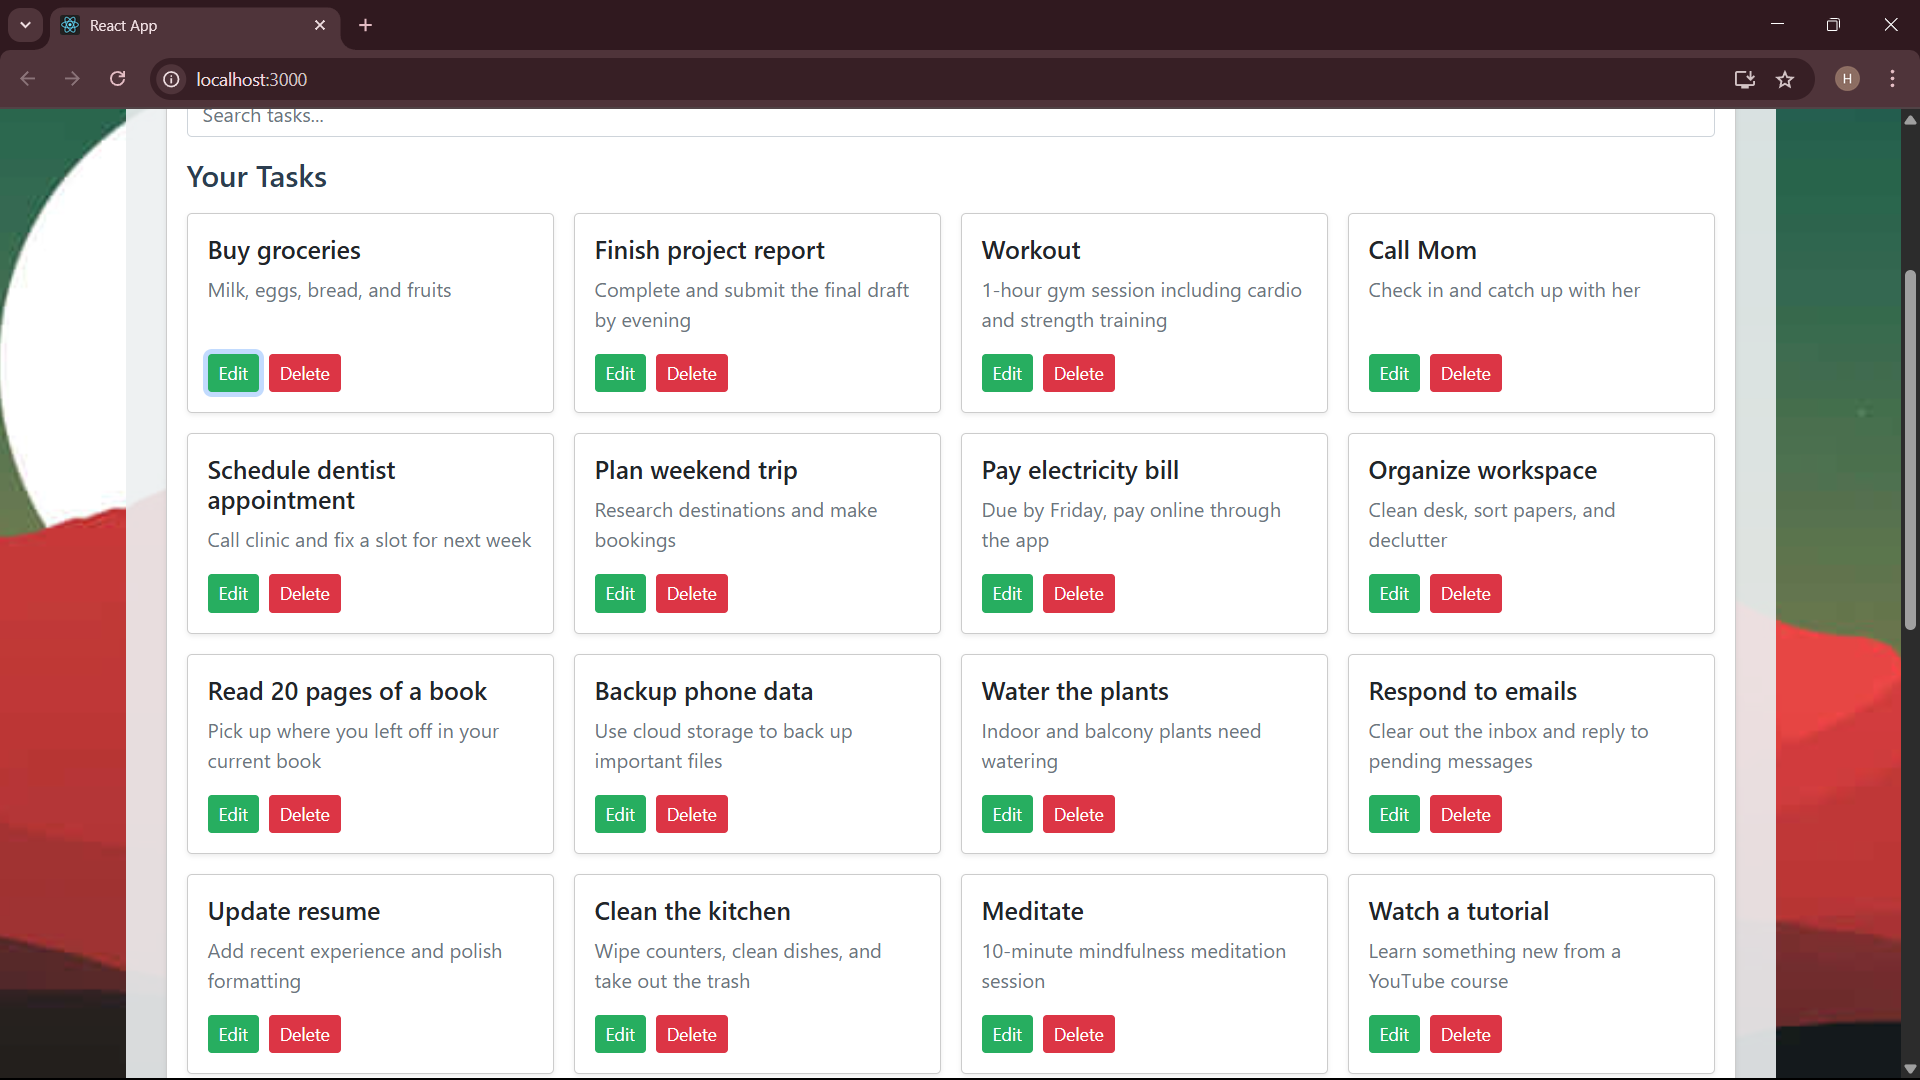 React App
localhost:3000
H
Search tasks...
Your Tasks
Buy groceries
Milk, eggs, bread, and fruits
Edit Delete
Finish project report
Complete and submit the final draft
by evening
Edit Delete
Workout
1-hour gym session including cardio
and strength training
Edit Delete
Call Mom
Check in and catch up with her
Edit Delete
Schedule dentist
appointment
Call clinic and fix a slot for next week
Edit Delete
Plan weekend trip
Research destinations and make
bookings
Edit Delete
Pay electricity bill
Due by Friday, pay online through
the app
Edit Delete
Organize workspace
Clean desk, sort papers, and
declutter
Edit Delete
Read 20 pages of a book
Pick up where you left off in your
current book
Edit Delete
Backup phone data
Use cloud storage to back up
important files
Edit Delete
Water the plants
Indoor and balcony plants need
watering
Edit Delete
Respond to emails
Clear out the inbox and reply to
pending messages
Edit Delete
Update resume
Add recent experience and polish
formatting
Edit Delete
Clean the kitchen
Wipe counters, clean dishes, and
take out the trash
Edit Delete
Meditate
10-minute mindfulness meditation
session
Edit Delete
Watch a tutorial
Learn something new from a
YouTube course
Edit Delete